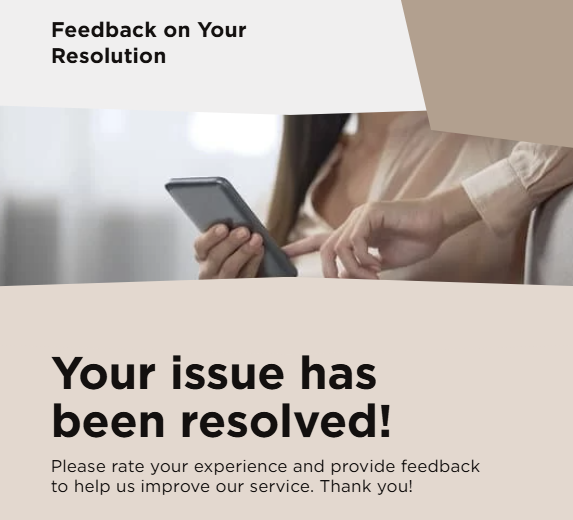 Feedback on Your
Resolution
Your issue has
been resolved!
Please rate your experience and provide feedback
to help us improve our service. Thank you!